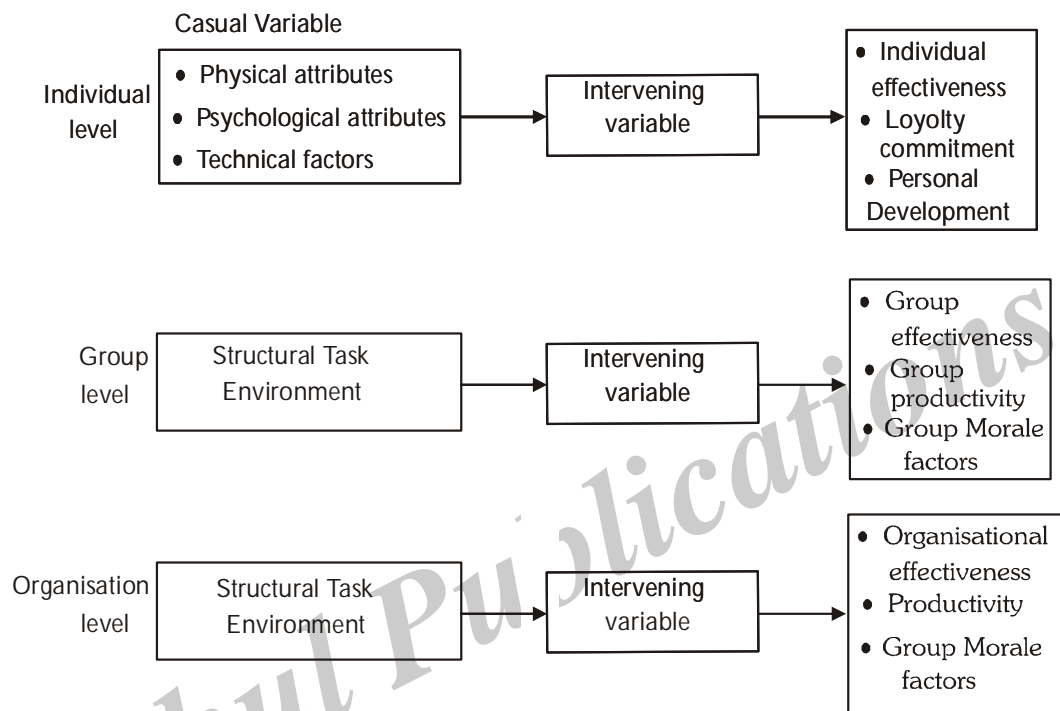 Casual Variable
Individual
level
• Physical attributes
• Psychological attributes
• Technical factors
Intervening
variable
• Individual
effectiveness
• Loyolty
commitment
• Personal
Development
Group
level
Structural Task
Environment
Intervening
variable
• Group
effectiveness
• Group
productivity
• Group Morale
factors
Organisation
level
Structural Task
Environment
Intervening
variable
• Organisational
effectiveness
• Productivity
• Group Morale
factors
Publications